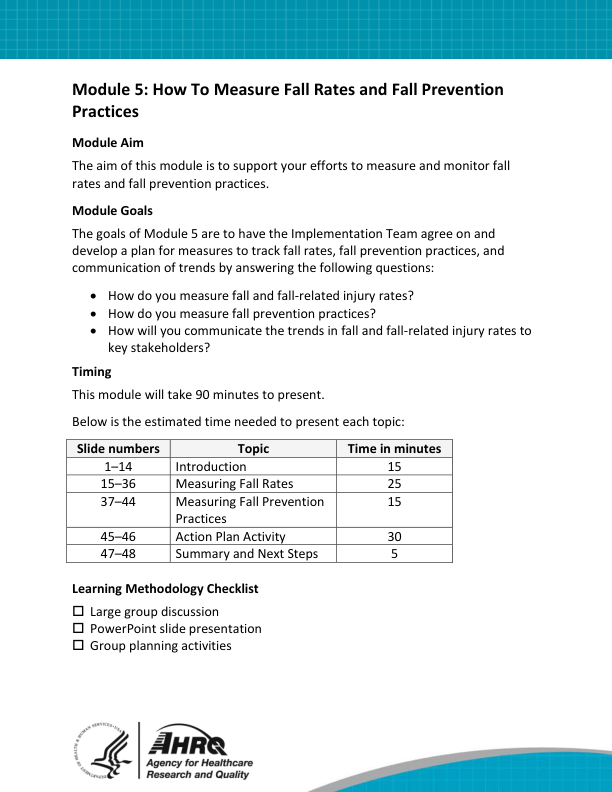 Module 5: How To Measure Fall Rates and Fall Prevention
Practices
Module Aim
The aim of this module is to support your efforts to measure and monitor fall
rates and fall prevention practices.
Module Goals
The goals of Module 5 are to have the Implementation Team agree on and
develop a plan for measures to track fall rates, fall prevention practices, and
communication of trends by answering the following questions:
• How do you measure fall and fall-related injury rates?
• How do you measure fall prevention practices?
• How will you communicate the trends in fall and fall-related injury rates to
key stakeholders?
Timing
This module will take 90 minutes to present.
Below is the estimated time needed to present each topic:
Slide numbers Topic Time in minutes
1–14 Introduction 15
15–36 Measuring Fall Rates 25
37–44 Measuring Fall Prevention 15
Practices
45–46 Action Plan Activity 30
47–48 Summary and Next Steps 5
Learning Methodology Checklist
☐ Large group discussion
☐ PowerPoint slide presentation
☐ Group planning activities
AHRQ
Agency for Healthcare
Research and Quality